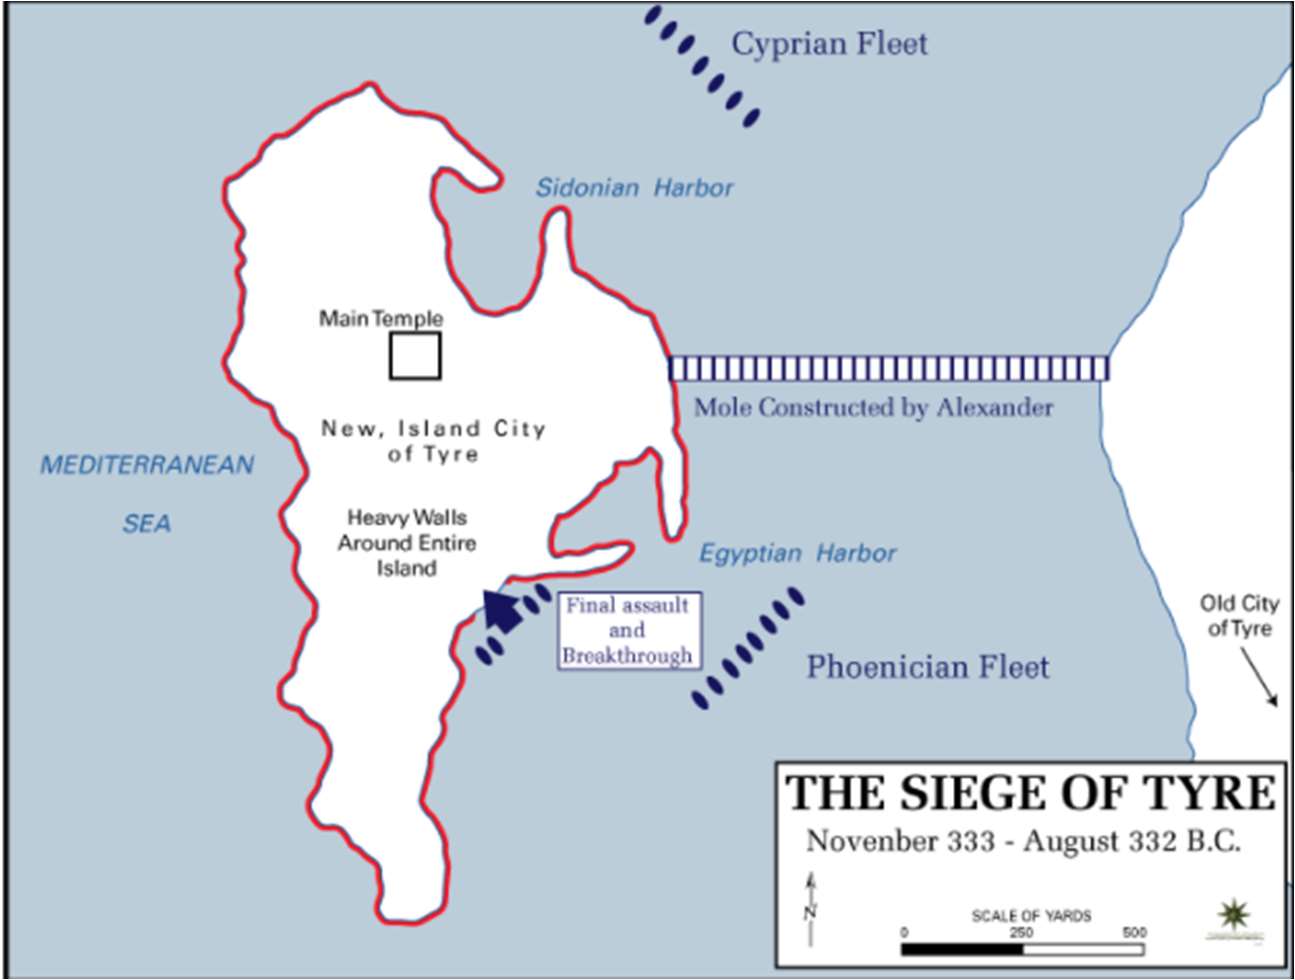 Cyprian Fleet
Sidonian Harbor
Main Temple
Mole Constructed by Alexander
New, Island City
of Tyre
MEDITERRANEAN
SEA
Heavy Walls
Around Entire
Island
Egyptian Harbor
Final assault
and
Breakthrough
Phoenician Fleet
Old City
of Tyre
THE SIEGE OF TYRE
Novenber 333 - August 332 B.C.
N
SCALE OF YARDS
0 250 500